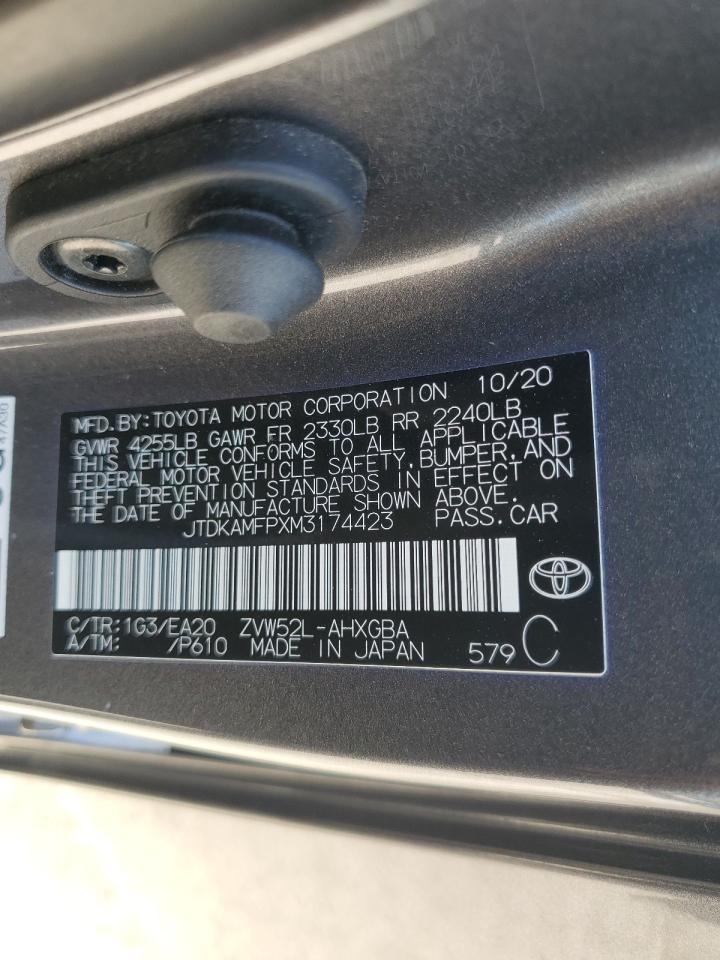 MFD. BY: TOYOTA MOTOR CORPORATION 10/20
GVWR 4255LB GAWR FR 2330LB RR 2240LB
THIS VEHICLE CONFORMS TO ALL APPLICABLE
FEDERAL MOTOR VEHICLE SAFETY, BUMPER, AND
THEFT PREVENTION STANDARDS IN EFFECT ON
THE DATE OF MANUFACTURE SHOWN ABOVE.
JTDKAMFPXM3174423 PASS. CAR
C/TR: 1G3/EA20 ZVW52L-AHXGBA
A/TM: /P610 MADE IN JAPAN 579 C